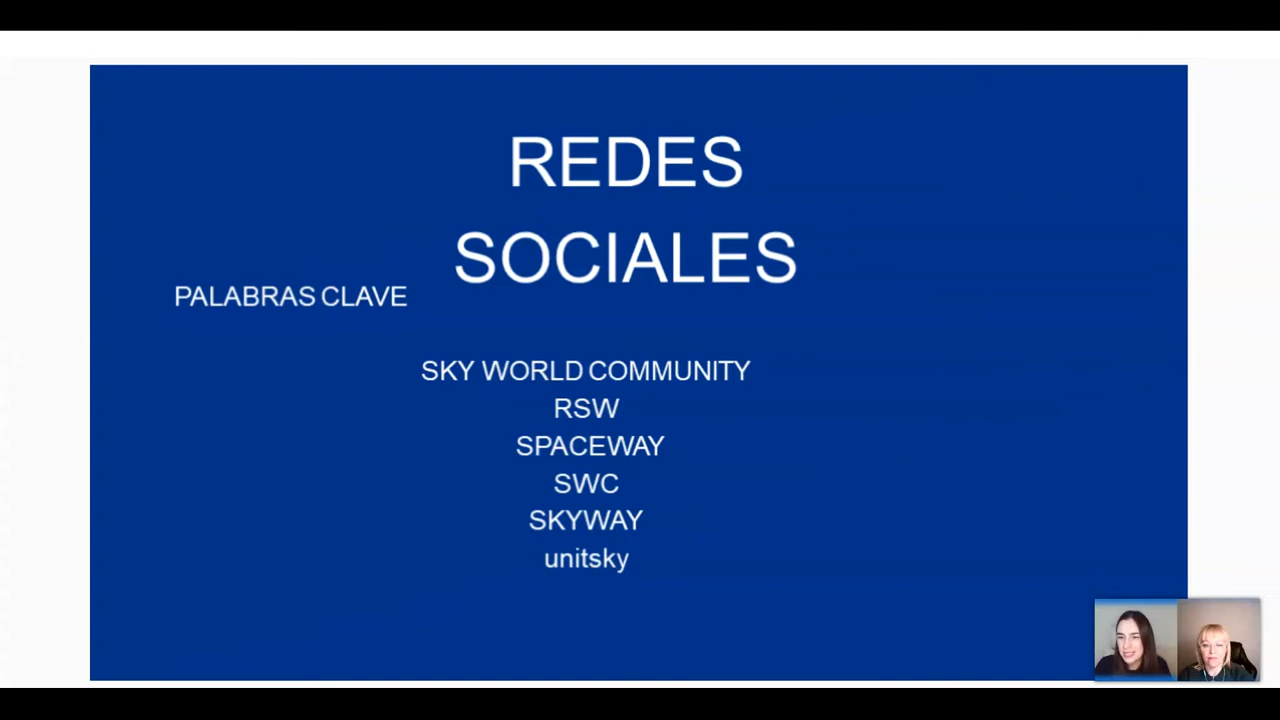 REDES
SOCIALES
PALABRAS CLAVE
SKY WORLD COMMUNITY
RSW
SPACEWAY
SWC
SKYWAY
unitsky